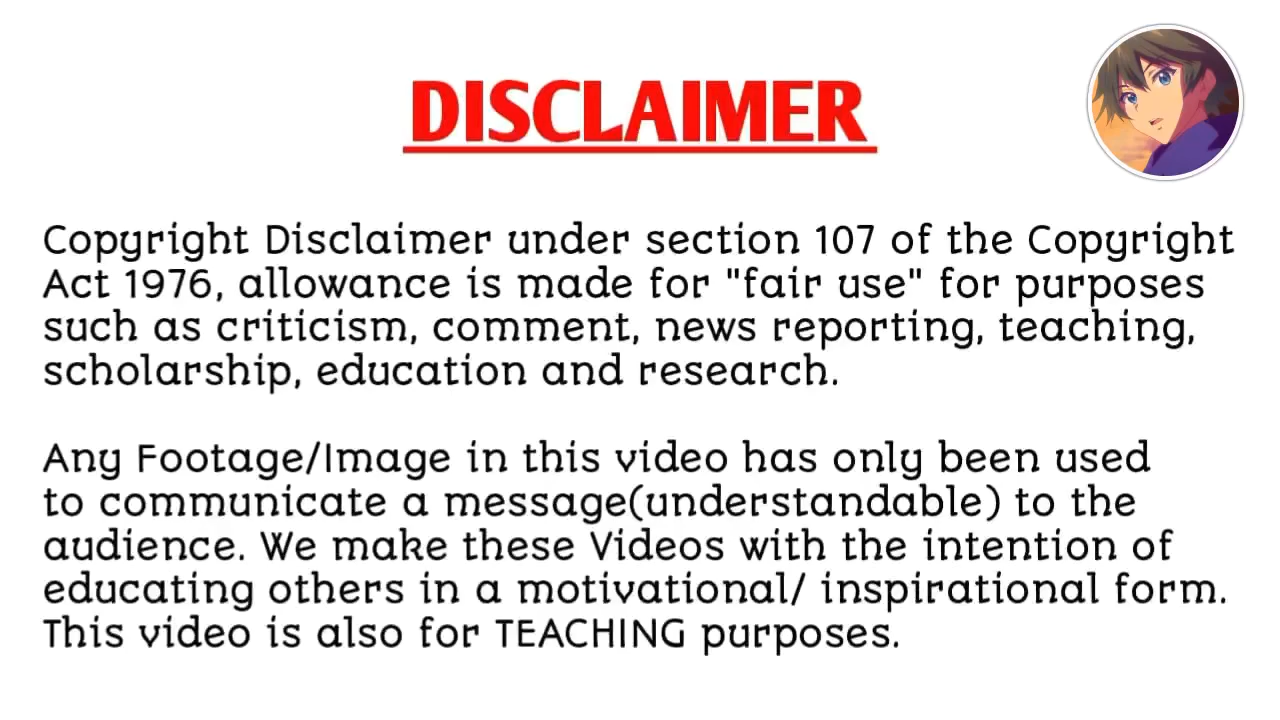 DISCLAIMER
Copyright Disclaimer under section 107 of the Copyright
Act 1976, allowance is made for "fair use" for purposes
such as criticism, comment, news reporting, teaching,
scholarship, education and research.
Any Footage/Image in this video has only been used
to communicate a message(understandable) to the
audience. We make these Videos with the intention of
educating others in a motivational/ inspirational form.
This video is also for TEACHING purposes.